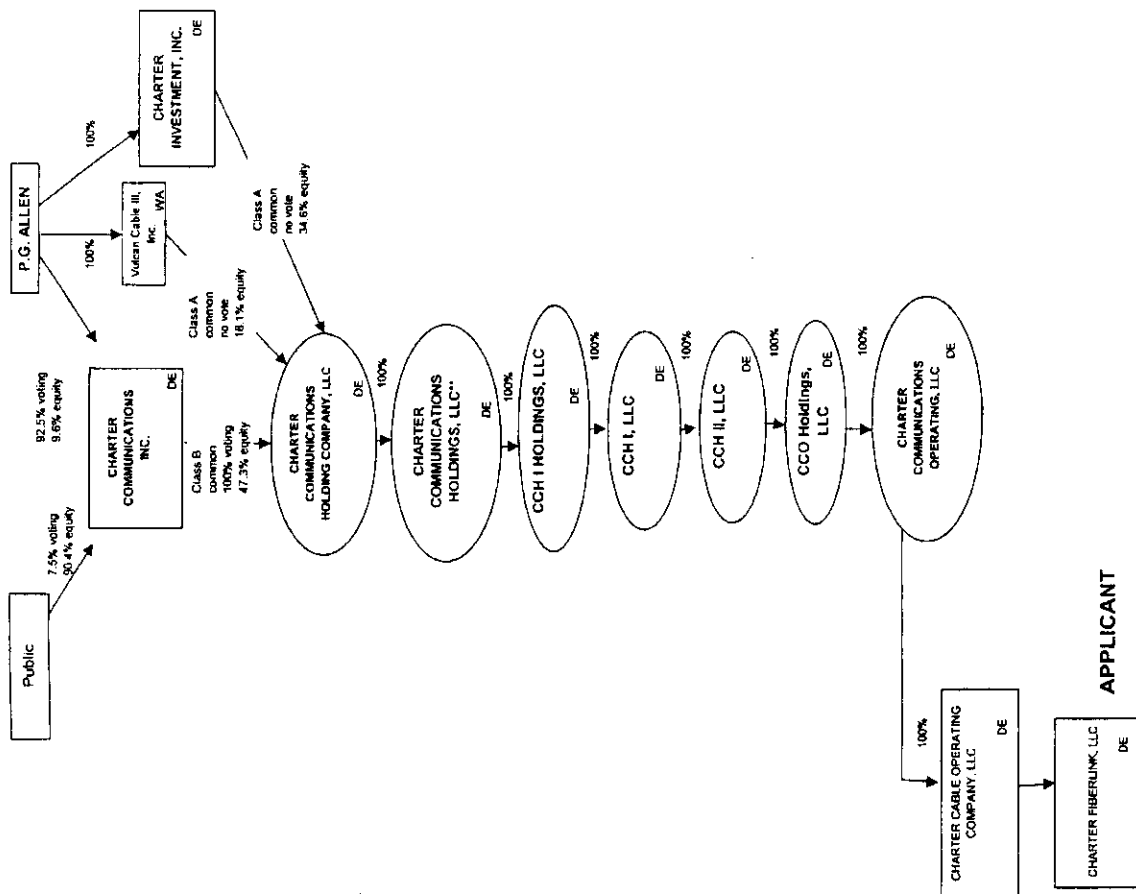 P.G. ALLEN
Public
100%
100%
Vulcan Cable III,
Inc. WA
CHARTER
INVESTMENT, INC.
DE
92.5% voting
9.6% equity
7.5% voting
90.4% equity
CHARTER
COMMUNICATIONS
INC.
DE
Class B
common
100% voting
47.3% equity
Class A
common
no vote
18.1% equity
Class A
common
no vote
34.6% equity
CHARTER
COMMUNICATIONS
HOLDING COMPANY, LLC
DE
100%
CHARTER
COMMUNICATIONS
HOLDINGS, LLC**
DE
100%
CCH I HOLDINGS, LLC
DE
100%
CCH I, LLC
DE
100%
CCH II, LLC
DE
100%
CCO Holdings,
LLC
DE
100%
CHARTER
COMMUNICATIONS
OPERATING, LLC
DE
100%
CHARTER CABLE OPERATING
COMPANY, LLC
DE
CHARTER FIBERLINK, LLC
DE
APPLICANT